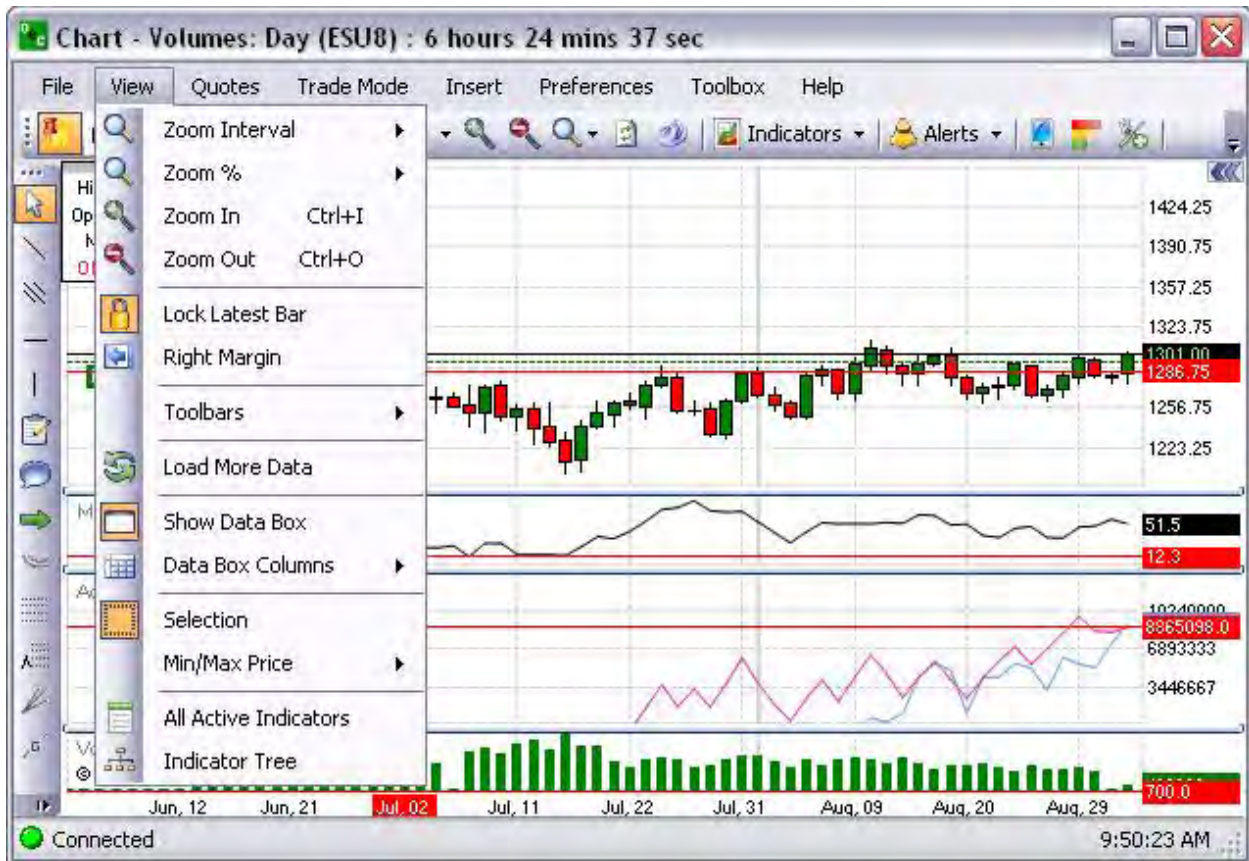 Chart - Volumes: Day (ESU8) : 6 hours 24 mins 37 sec
File View Quotes Trade Mode Insert Preferences Toolbox Help
Indicators Alerts
Zoom Interval
Zoom %
Zoom In Ctrl+I
Zoom Out Ctrl+O
Lock Latest Bar
Right Margin
Toolbars
Load More Data
Show Data Box
Data Box Columns
Selection
Min/Max Price
All Active Indicators
Indicator Tree
Hi
Op
1424.25
1390.75
1357.25
1323.75
1301.00
1286.75
1256.75
1223.25
M
51.5
12.3
10240000
8865098.0
6893333
3446667
©
700.0
Jun, 12 Jun, 21 Jul, 02 Jul, 11 Jul, 22 Jul, 31 Aug, 09 Aug, 20 Aug, 29
Connected 9:50:23 AM